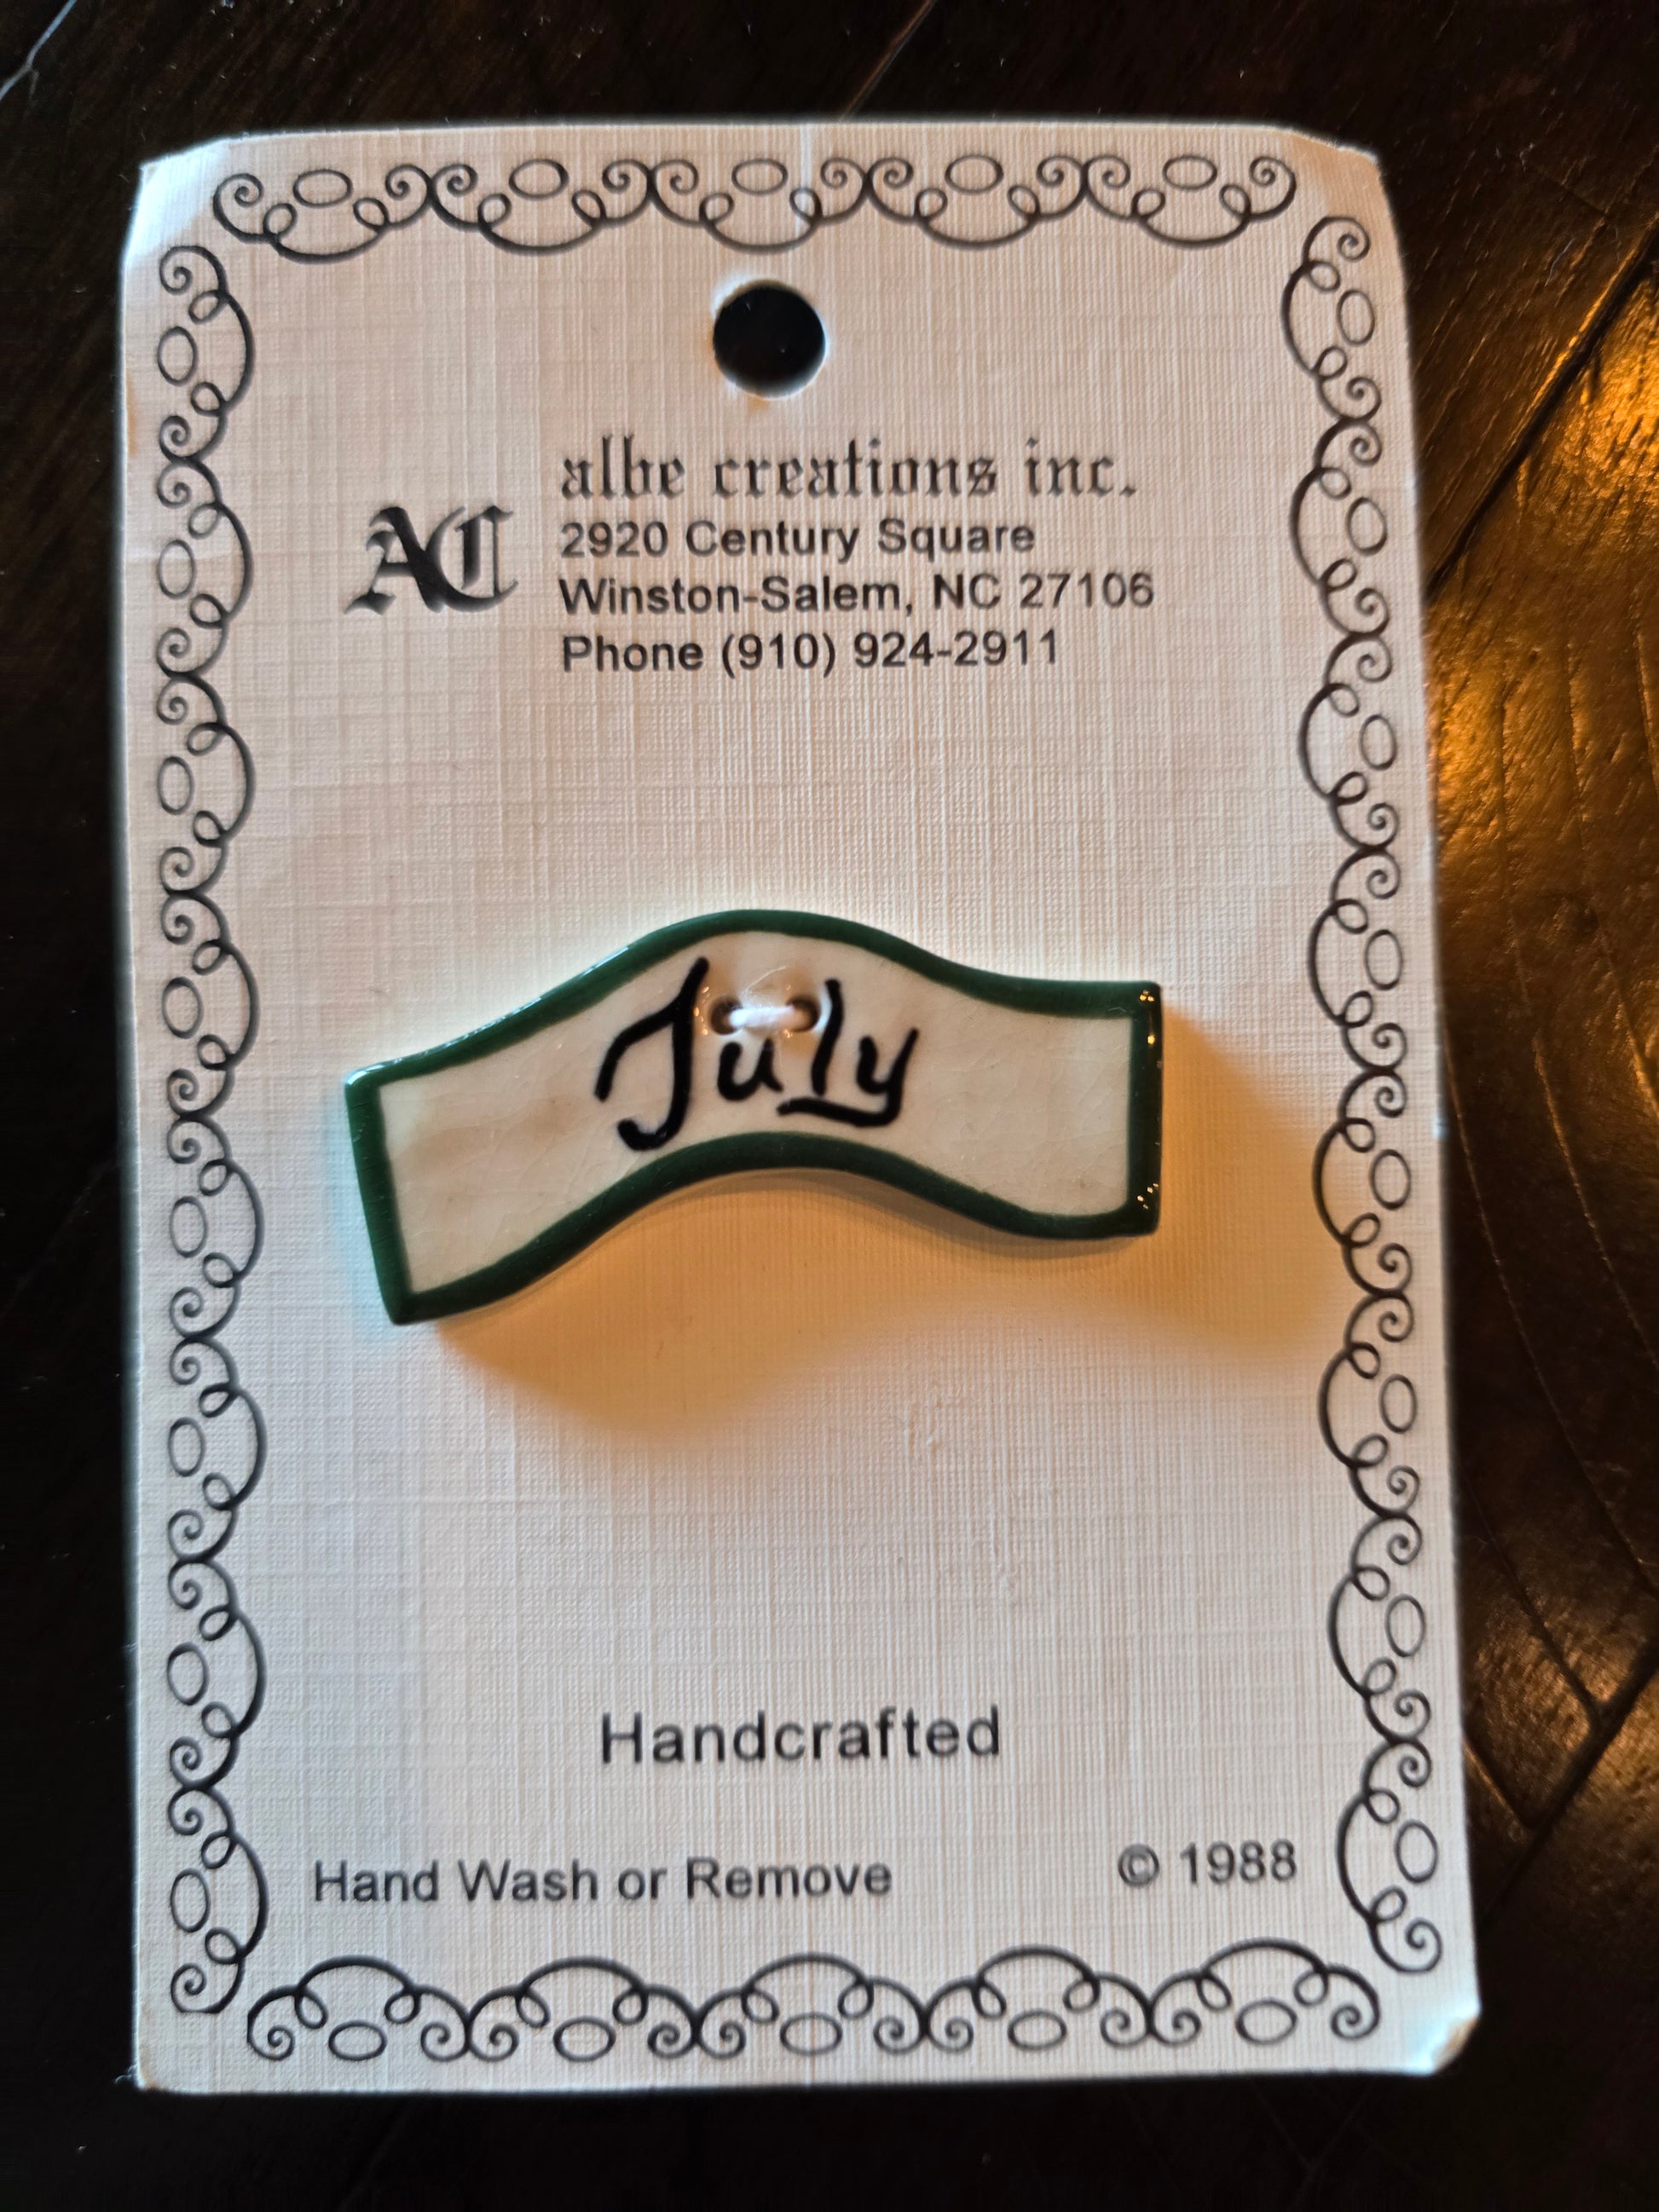 albe creations inc.
AC
2920 Century Square
Winston-Salem, NC 27106
Phone (910) 924-2911
July
Handcrafted
Hand Wash or Remove
© 1988